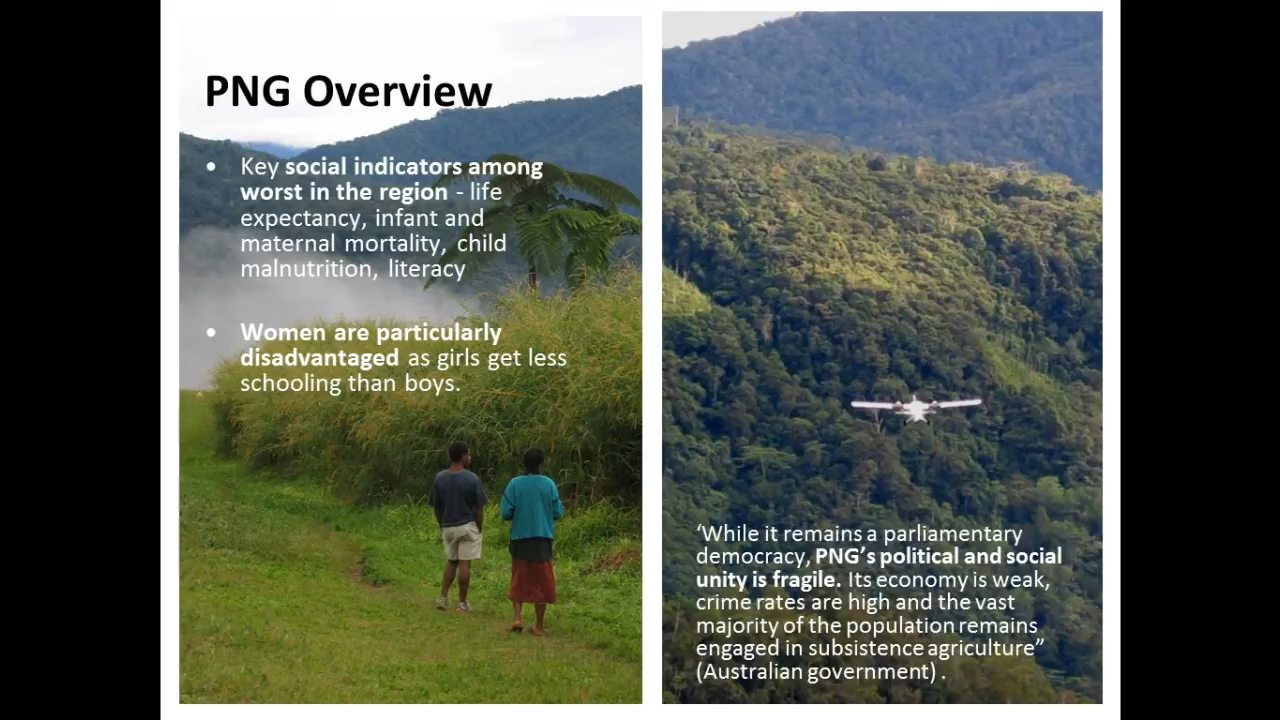 PNG Overview
• Key social indicators among
worst in the region - life
expectancy, infant and
maternal mortality, child
malnutrition, literacy
• Women are particularly
disadvantaged as girls get less
schooling than boys.
‘While it remains a parliamentary
democracy, PNG’s political and social
unity is fragile. Its economy is weak,
crime rates are high and the vast
majority of the population remains
engaged in subsistence agriculture”
(Australian government) .